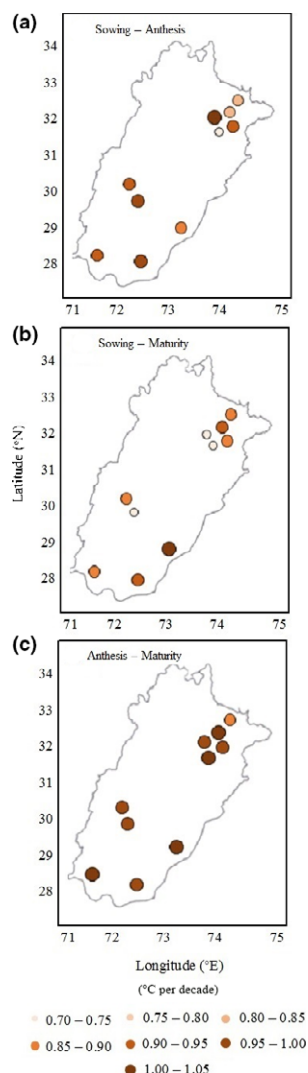 (a)
Sowing – Anthesis
34
33
32
31
30
29
28
71 72 73 74 75
(b)
Sowing – Maturity
34
33
32
31
30
29
28
71 72 73 74 75
Latitude (°N)
(c)
Anthesis – Maturity
34
33
32
31
30
29
28
71 72 73 74 75
Longitude (°E)
(°C per decade)
0.70 – 0.75 0.75 – 0.80 0.80 – 0.85
0.85 – 0.90 0.90 – 0.95 0.95 – 1.00
1.00 – 1.05